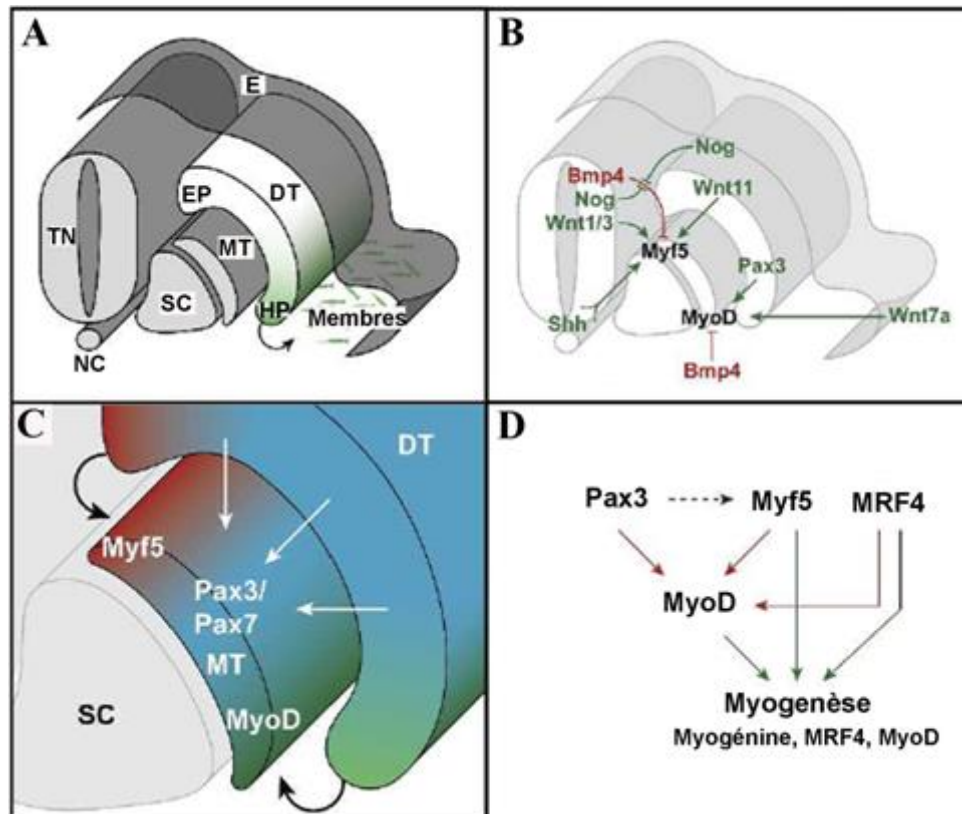 A
E
EP
DT
TN
MT
SC
HP
Membres
NC
B
Nog
Bmp4
Nog
Wnt11
Wnt1/3
Myf5
Pax3
Shh
MyoD
Wnt7a
Bmp4
C
DT
Myf5
Pax3/
Pax7
MT
SC
MyoD
D
Pax3 Myf5 MRF4
MyoD
Myogenèse
Myogénine, MRF4, MyoD